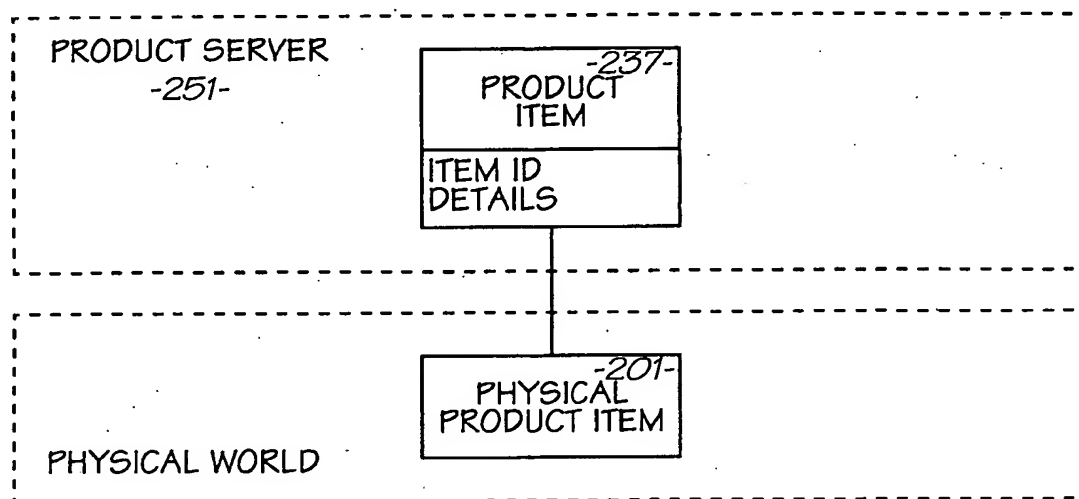 PRODUCT SERVER
-251-
-237-
PRODUCT
ITEM
ITEM ID
DETAILS
-201-
PHYSICAL
PRODUCT ITEM
PHYSICAL WORLD